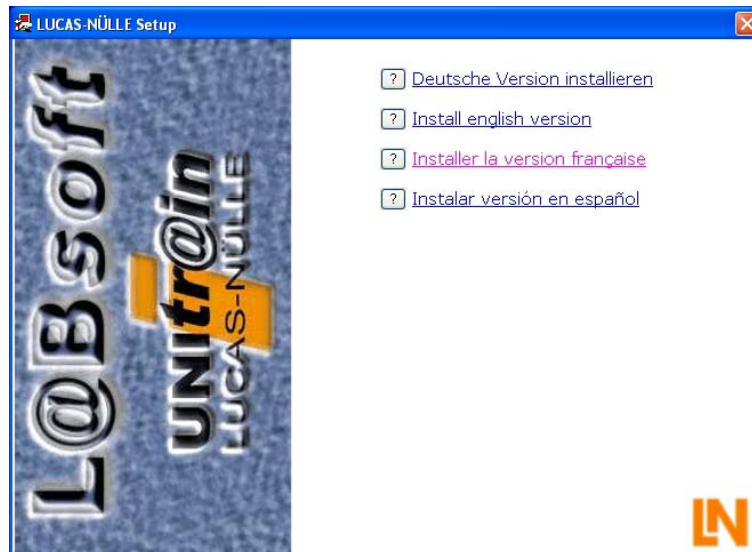 LUCAS-NÜLLE Setup
L@Bsoft
UNItr@in
LUCAS-NÜLLE
? Deutsche Version installieren
? Install english version
? Installer la version française
? Instalar versión en español
LN